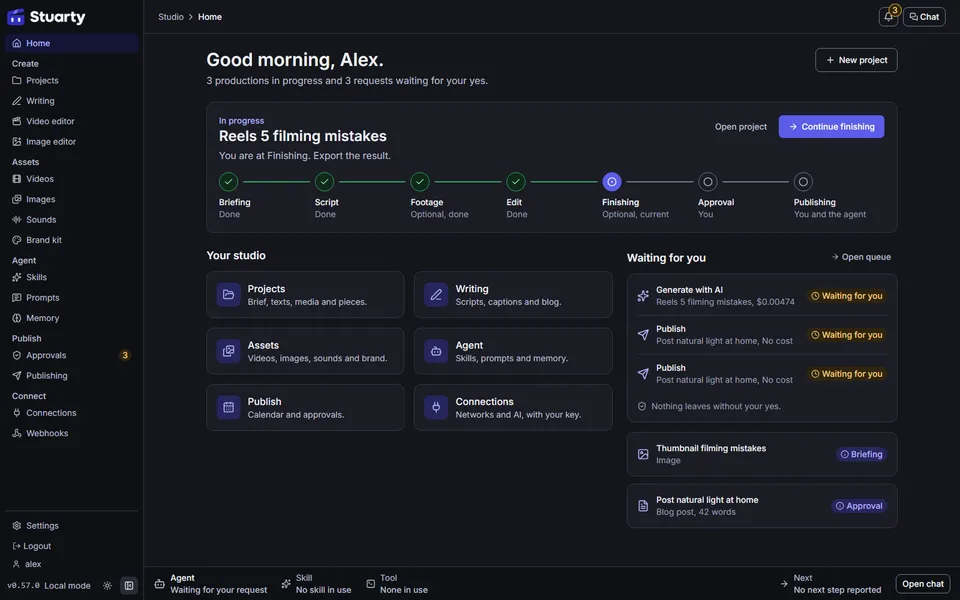 Stuarty
Home
Create
Projects
Writing
Video editor
Image editor
Assets
Videos
Images
Sounds
Brand kit
Agent
Skills
Prompts
Memory
Publish
Approvals 3
Publishing
Connect
Connections
Webhooks
Settings
Logout
alex
v0.57.0 Local mode
Studio > Home
3
Chat
Good morning, Alex.
3 productions in progress and 3 requests waiting for your yes.
+ New project
In progress
Reels 5 filming mistakes
You are at Finishing. Export the result.
Open project
→ Continue finishing
Briefing
Done
Script
Done
Footage
Optional, done
Edit
Done
Finishing
Optional, current
Approval
You
Publishing
You and the agent
Your studio
Projects
Brief, texts, media and pieces.
Writing
Scripts, captions and blog.
Assets
Videos, images, sounds and brand.
Agent
Skills, prompts and memory.
Publish
Calendar and approvals.
Connections
Networks and AI, with your key.
Waiting for you
→ Open queue
Generate with AI
Reels 5 filming mistakes, $0.00474
Waiting for you
Publish
Post natural light at home, No cost
Waiting for you
Publish
Post natural light at home, No cost
Waiting for you
Nothing leaves without your yes.
Thumbnail filming mistakes
Image
Briefing
Post natural light at home
Blog post, 42 words
Approval
Agent
Waiting for your request
Skill
No skill in use
Tool
None in use
Next
No next step reported
Open chat